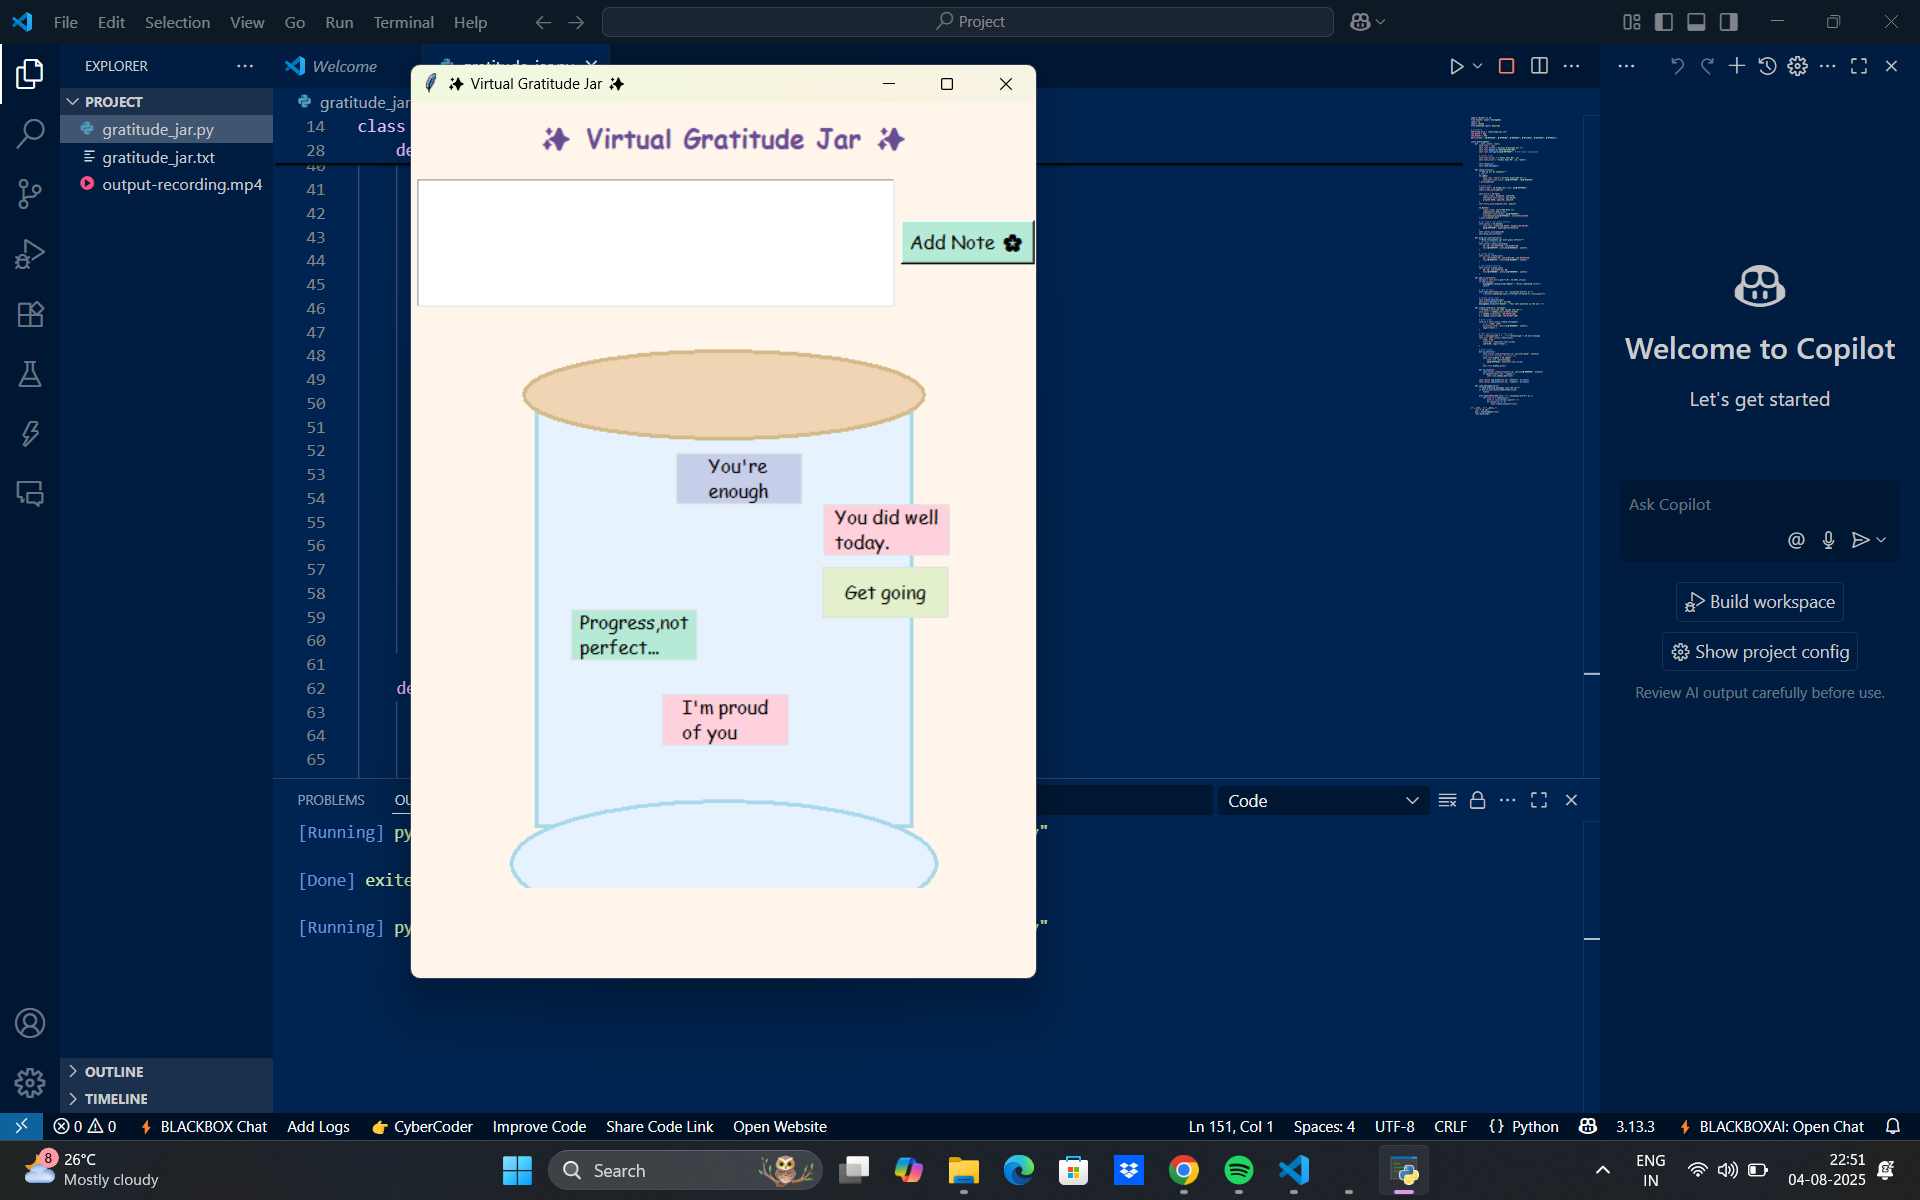 File Edit Selection View Go Run Terminal Help
Project
EXPLORER
PROJECT
gratitude_jar.py
gratitude_jar.txt
output-recording.mp4
OUTLINE
TIMELINE
Welcome
gratitude_jar
14 class
28 de
40
41
42
43
44
45
46
47
48
49
50
51
52
53
54
55
56
57
58
59
60
61
62 de
63
64
65
✨ Virtual Gratitude Jar ✨
✨ Virtual Gratitude Jar ✨
Add Note
You're
enough
You did well
today.
Get going
Progress,not
perfect...
I'm proud
of you
PROBLEMS OU
Code
[Running] py
"
[Done] exite
[Running] py
"
Welcome to Copilot
Let's get started
Ask Copilot
@
Build workspace
Show project config
Review AI output carefully before use.
0 0 BLACKBOX Chat Add Logs 👉 CyberCoder Improve Code Share Code Link Open Website
Ln 151, Col 1 Spaces: 4 UTF-8 CRLF {} Python 3.13.3 BLACKBOXAI: Open Chat
8
26°C
Mostly cloudy
Search
ENG
IN
22:51
04-08-2025